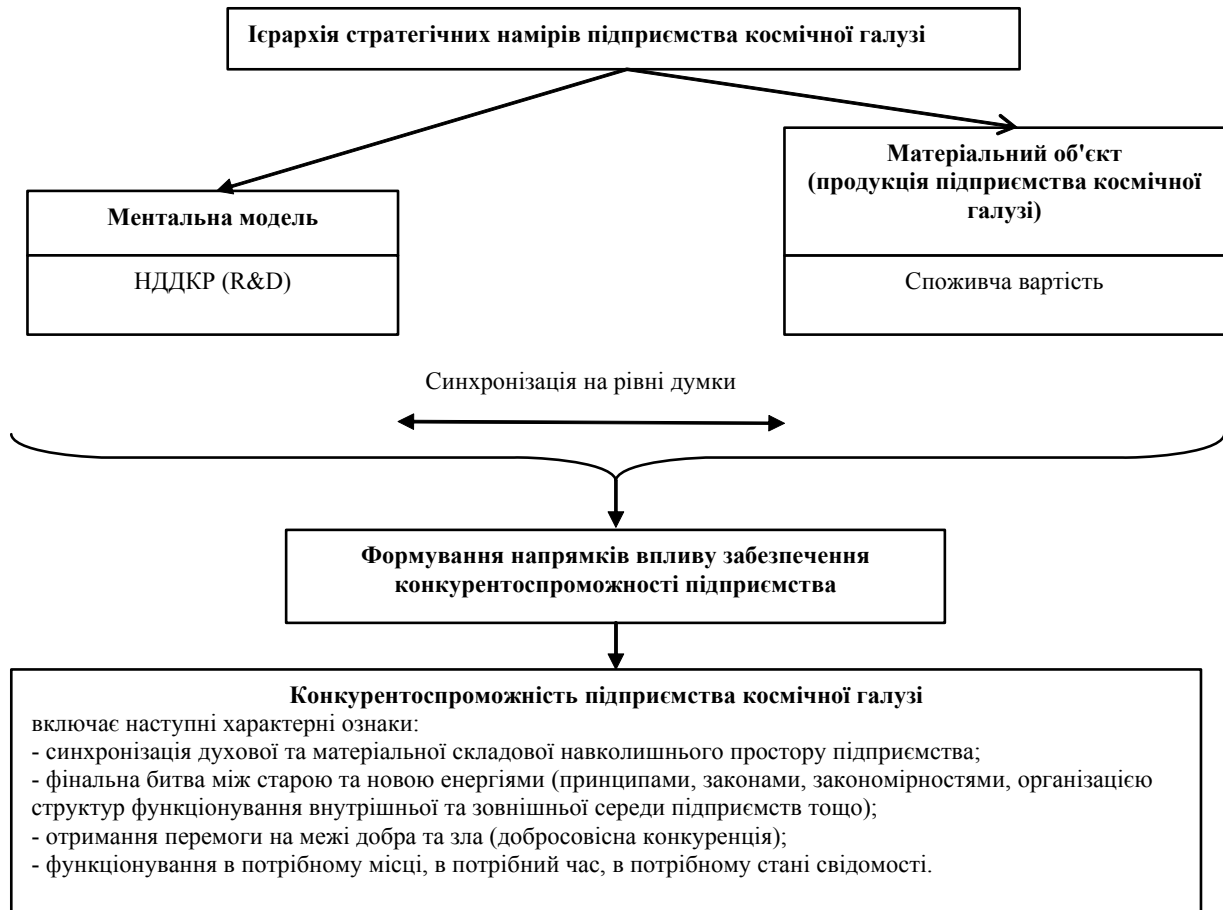 Ієрархія стратегічних намірів підприємства космічної галузі
Матеріальний об'єкт
(продукція підприємства космічної
галузі)
Ментальна модель
НДДКР (R&D)
Споживча вартість
Синхронізація на рівні думки
Формування напрямків впливу забезпечення
конкурентоспроможності підприємства
Конкурентоспроможність підприємства космічної галузі
включає наступні характерні ознаки:
- синхронізація духової та матеріальної складової навколишнього простору підприємства;
- фінальна битва між старою та новою енергіями (принципами, законами, закономірностями, організацією
структур функціонування внутрішньої та зовнішньої середи підприємств тощо);
- отримання перемоги на межі добра та зла (добросовісна конкуренція);
- функціонування в потрібному місці, в потрібний час, в потрібному стані свідомості.